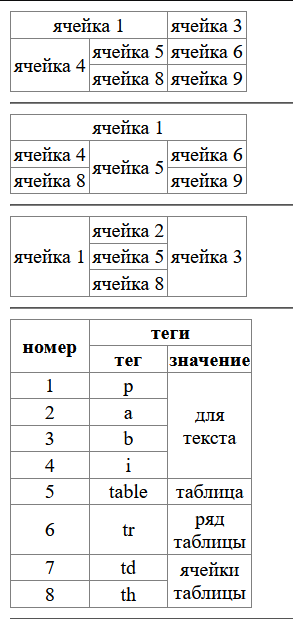 ячейка 1 ячейка 3
ячейка 4 ячейка 5 ячейка 6
ячейка 8 ячейка 9
ячейка 1
ячейка 4 ячейка 5 ячейка 6
ячейка 8 ячейка 9
ячейка 1 ячейка 2 ячейка 3
ячейка 5
ячейка 8
номер теги
тег значение
1 p для текста
2 a
3 b
4 i
5 table таблица
6 tr ряд таблицы
7 td ячейки таблицы
8 th